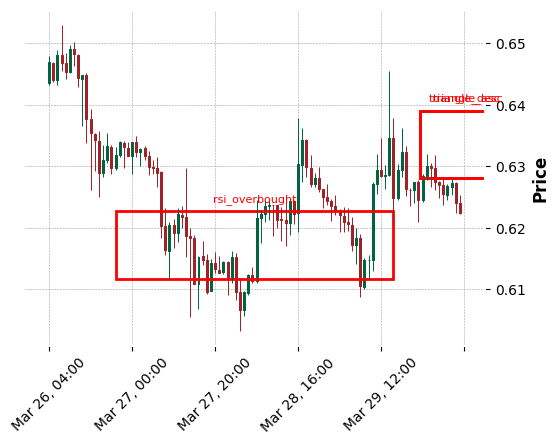 0.65
0.64
0.63
0.62
0.61
Price
rsi_overbought
Mar 26, 04:00
Mar 27, 00:00
Mar 27, 20:00
Mar 28, 16:00
Mar 29, 12:00